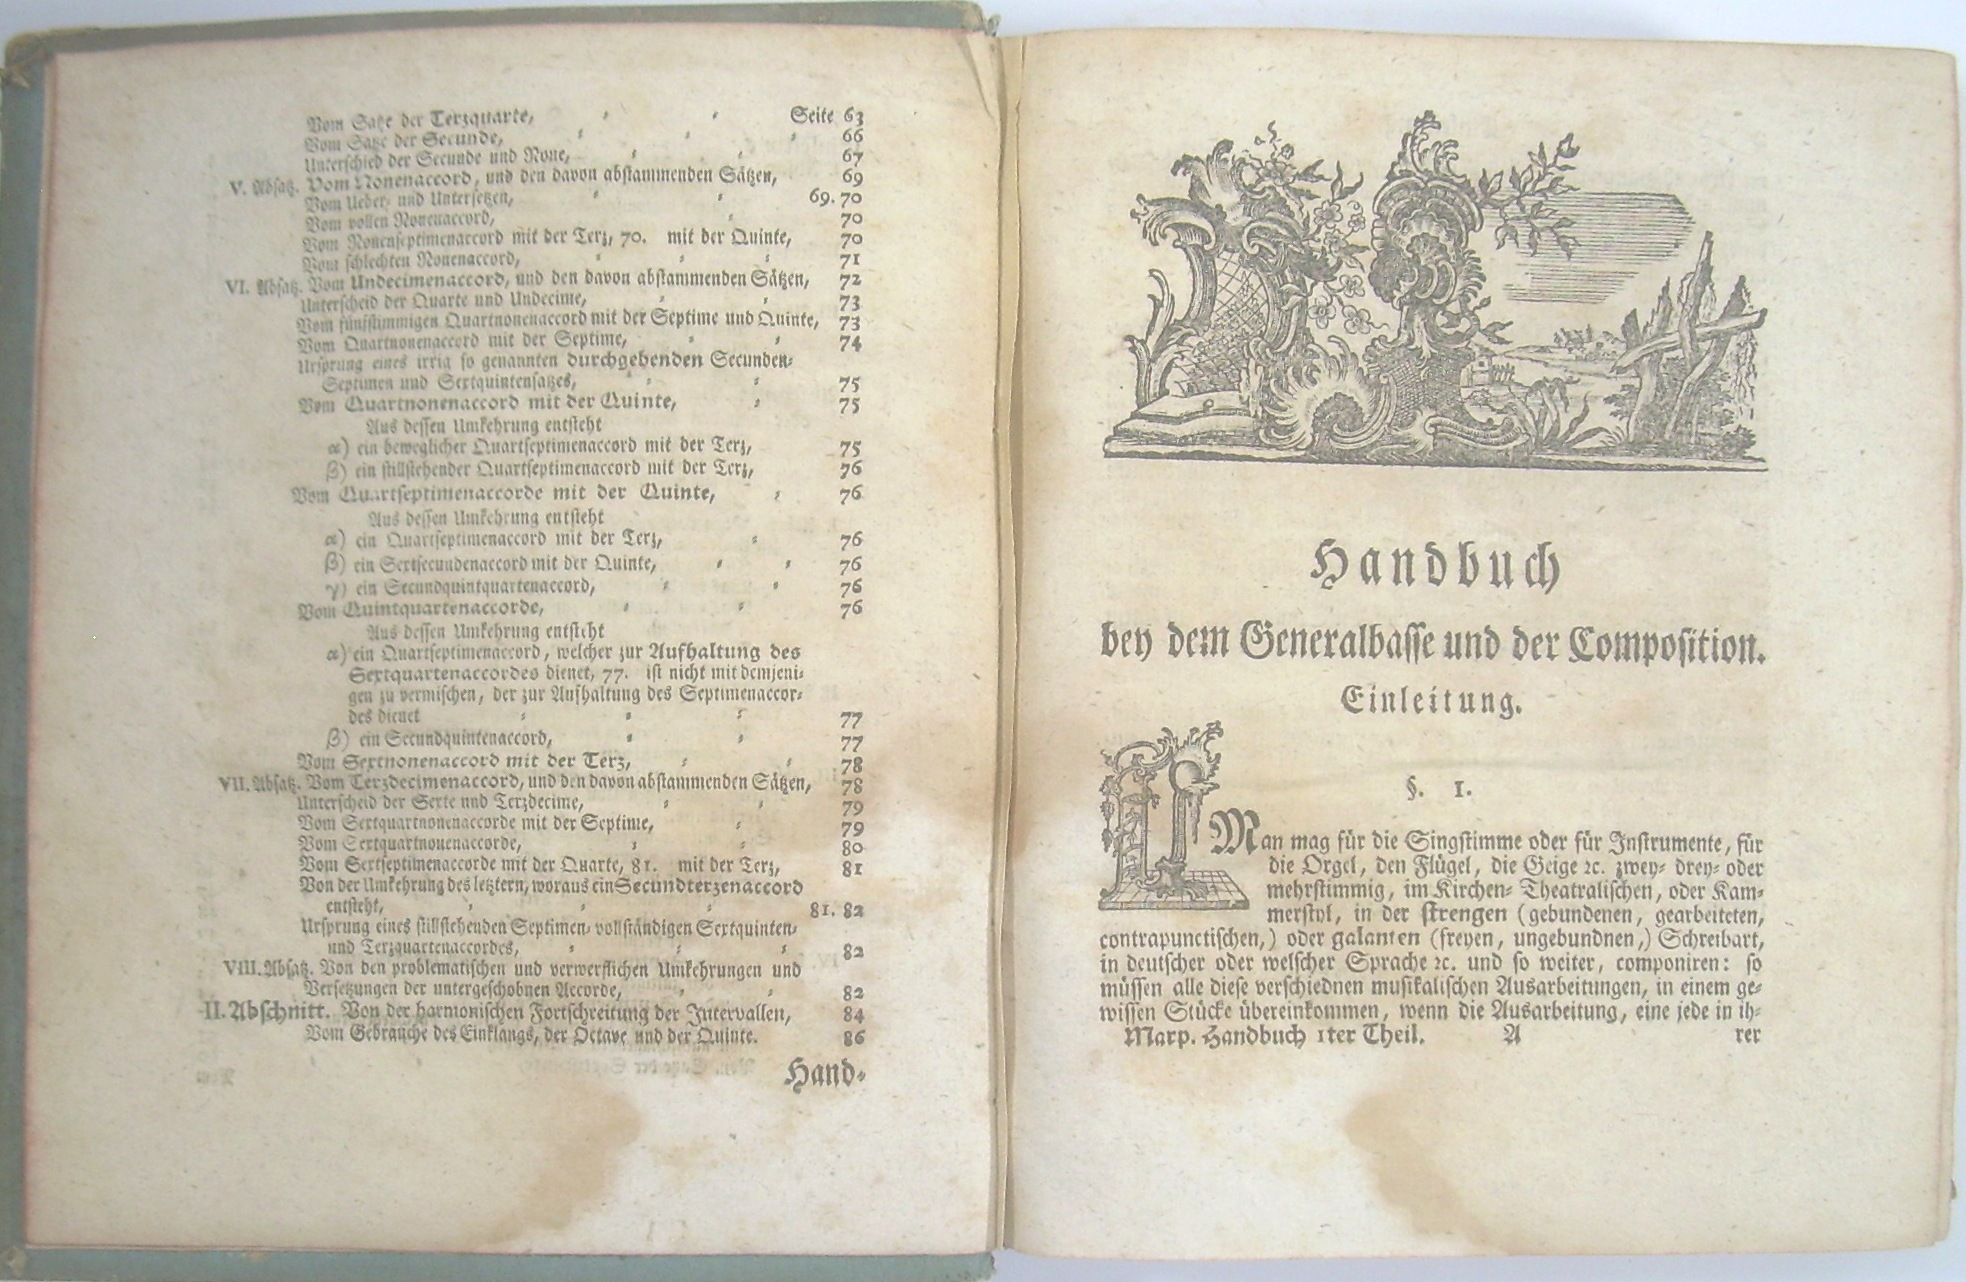 Vom Satze der Terzquarte, Seite 63
Vom Satze der Secunde, 66
Unterschied der Secunde und None, 67
V. Absatz. Vom Nonenaccord, und den davon abstammenden Sätzen, 69
Vom Ueber- und Untersetzen, 69. 70
Vom vollen Nonenaccord, 70
Vom Nonenseptimenaccord mit der Terz, 70. mit der Quinte, 70
Vom schlechten Nonenaccord, 71
VI. Absatz. Vom Undecimenaccord, und den davon abstammenden Sätzen, 72
Unterscheid der Quarte und Undecime, 73
Vom fünfstimmigen Quartnonenaccord mit der Septime und Quinte, 73
Vom Quartnonenaccord mit der Septime, 74
Ursprung eines irrig so genannten durchgehenden Secunden-
Septimen und Sextquintensatzes, 75
Vom Quartnonenaccord mit der Quinte, 75
Aus dessen Umkehrung entsteht
α) ein beweglicher Quartseptimenaccord mit der Terz, 75
β) ein stillstehender Quartseptimenaccord mit der Terz, 76
Vom Quartseptimenaccorde mit der Quinte, 76
Aus dessen Umkehrung entsteht
α) ein Quartseptimenaccord mit der Terz, 76
β) ein Sextsecundenaccord mit der Quinte, 76
γ) ein Secundquintquartenaccord, 76
Vom Quintquartenaccorde, 76
Aus dessen Umkehrung entsteht
α) ein Quartseptimenaccord, welcher zur Aufhaltung des
Sextquartenaccordes dienet, 77. ist nicht mit demjeni-
gen zu vermischen, der zur Aufhaltung des Septimenaccor-
des dienet 77
β) ein Secundquintenaccord, 77
Vom Sextnonenaccord mit der Terz, 78
VII. Absatz. Vom Terzdecimenaccord, und den davon abstammenden Sätzen, 78
Unterscheid der Sexte und Terzdecime, 79
Vom Sextquartnonenaccorde mit der Septime, 79
Vom Sextquartnonenaccorde, 80
Vom Sextseptimenaccorde mit der Quarte, 81. mit der Terz, 81
Von der Umkehrung des letztern, woraus ein Secundterzenaccord
entsteht, 81. 82
Ursprung eines stillstehenden Septimen- vollständigen Sextquinten-
und Terzquartenaccordes, 82
VIII. Absatz. Von den problematischen und verwerflichen Umkehrungen und
Versetzungen der untergeschobnen Accorde, 82
II. Abschnitt. Von der harmonischen Fortschreitung der Intervallen, 84
Vom Gebrauche des Einklangs, der Octave und der Quinte. 86
Hand-
Handbuch
bey dem Generalbasse und der Composition.
Einleitung.
§. 1.
Man mag für die Singstimme oder für Instrumente, für
die Orgel, den Flügel, die Geige ꝛc. zwey- drey- oder
mehrstimmig, im Kirchen- Theatralischen, oder Kam-
merstyl, in der strengen (gebundenen, gearbeiteten,
contrapunctischen,) oder galanten (freyen, ungebundnen,) Schreibart,
in deutscher oder welscher Sprache ꝛc. und so weiter, componiren: so
müssen alle diese verschiednen musikalischen Ausarbeitungen, in einem ge-
wissen Stücke übereinkommen, wenn die Ausarbeitung, eine jede in ih-
Marp. Handbuch 1ter Theil. A rer